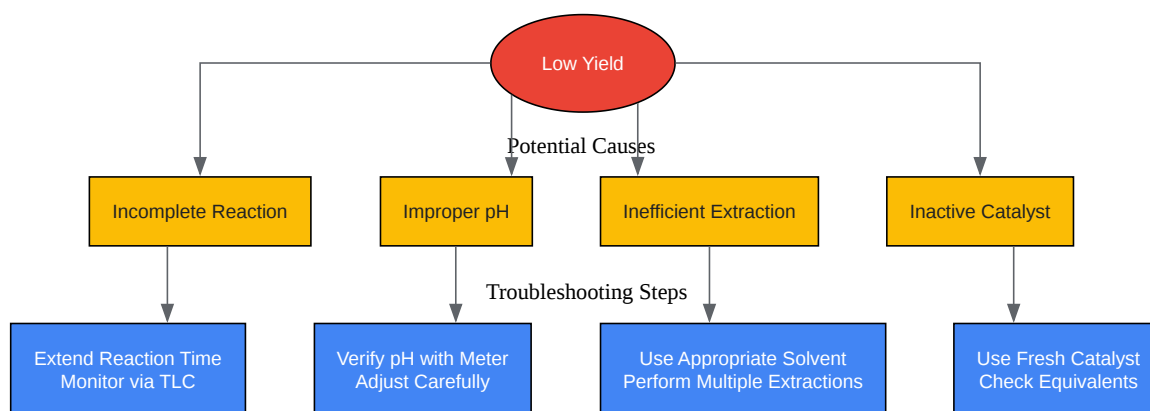 Low Yield
Potential Causes
Incomplete Reaction
Improper pH
Inefficient Extraction
Inactive Catalyst
Troubleshooting Steps
Extend Reaction Time
Monitor via TLC
Verify pH with Meter
Adjust Carefully
Use Appropriate Solvent
Perform Multiple Extractions
Use Fresh Catalyst
Check Equivalents